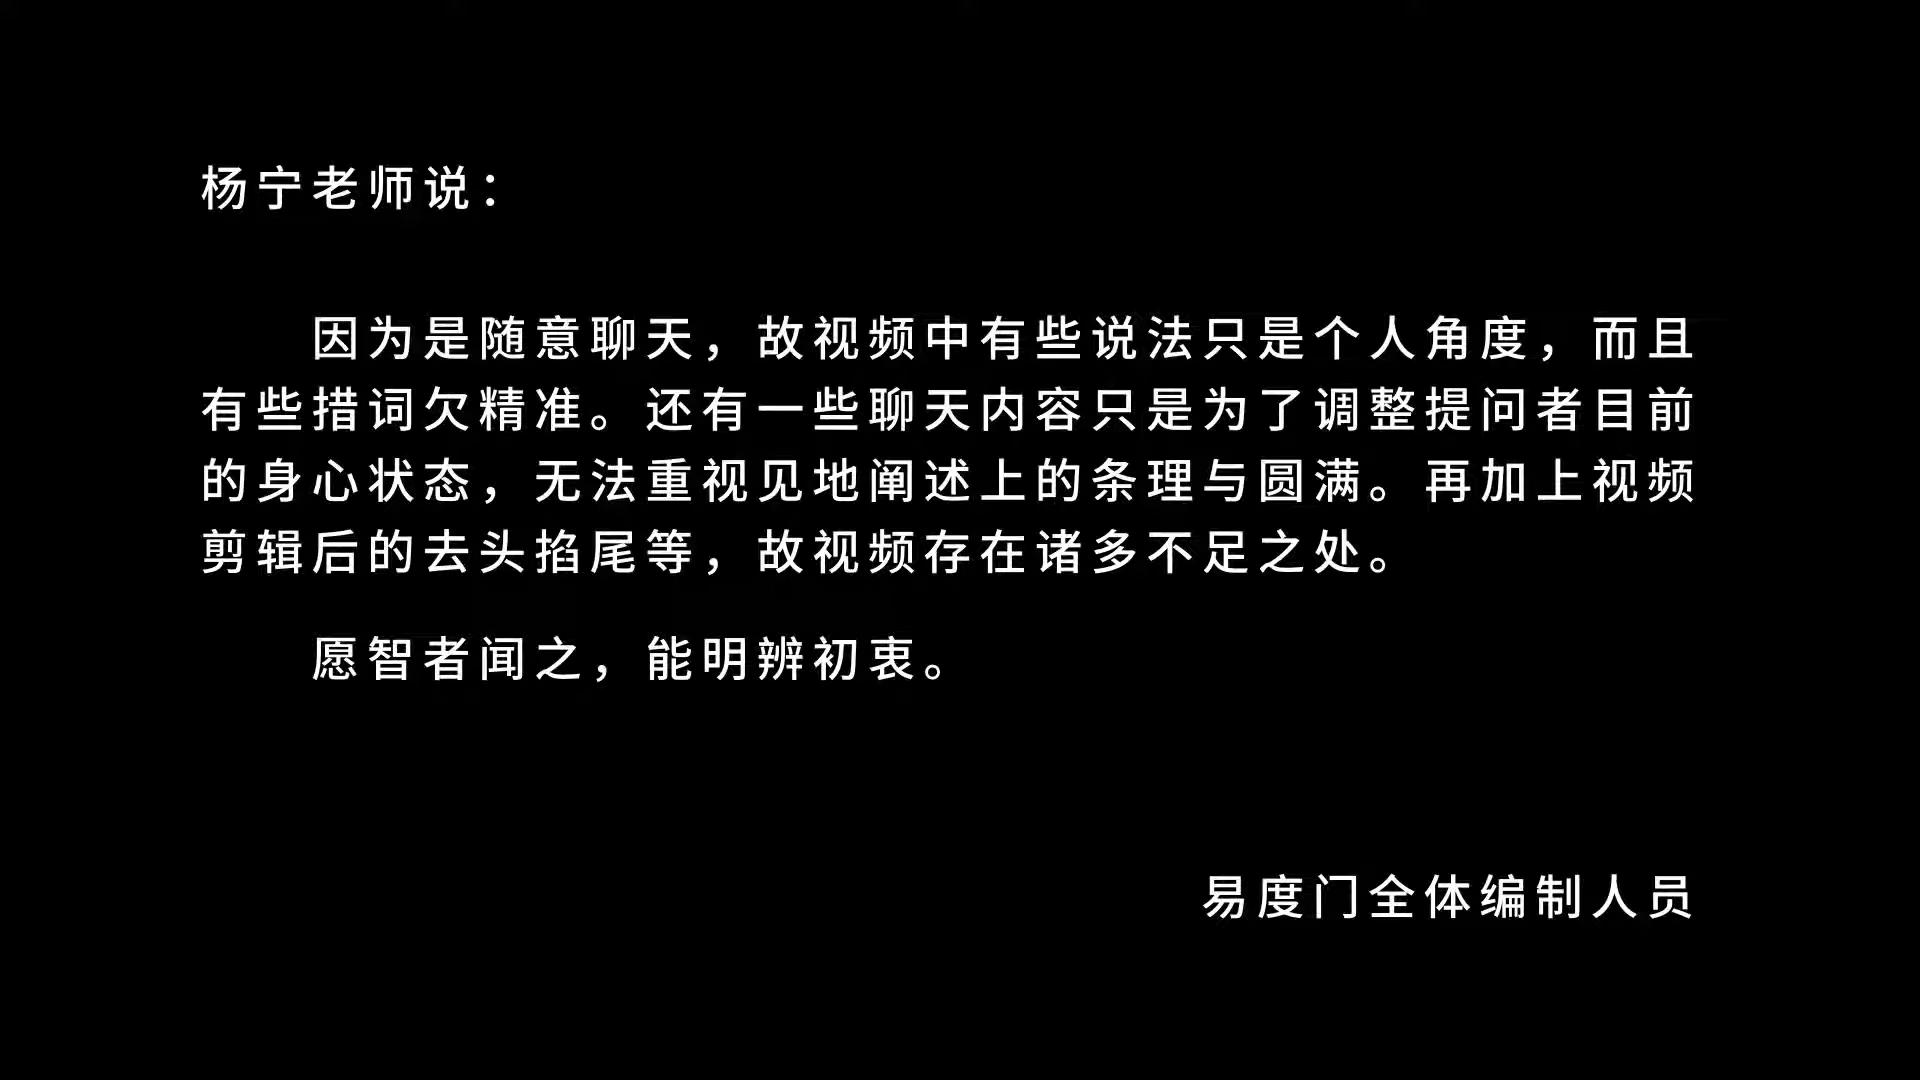 杨宁老师说：
因为是随意聊天，故视频中有些说法只是个人角度，而且
有些措词欠精准。还有一些聊天内容只是为了调整提问者目前
的身心状态，无法重视见地阐述上的条理与圆满。再加上视频
剪辑后的去头掐尾等，故视频存在诸多不足之处。
愿智者闻之，能明辨初衷。
易度门全体编制人员